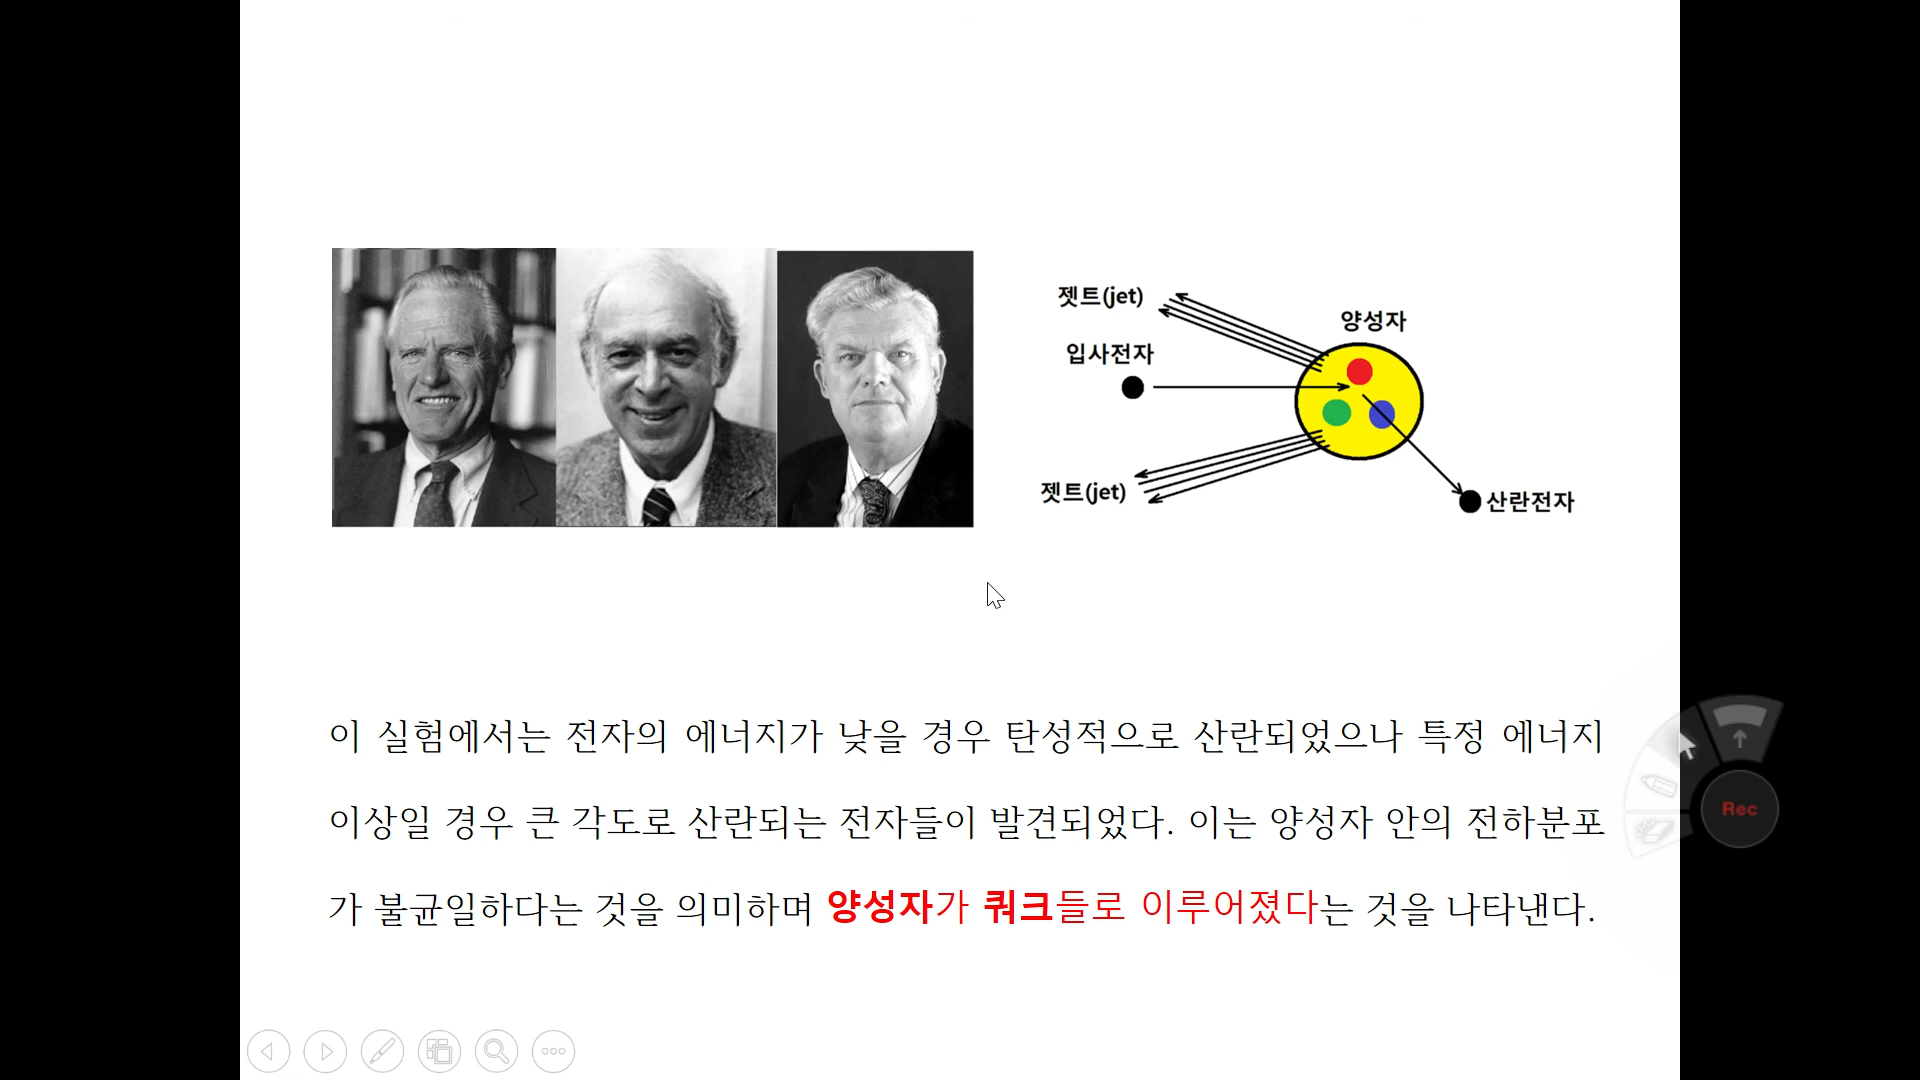 젯트(jet)
양성자
입사전자
젯트(jet)
산란전자
이 실험에서는 전자의 에너지가 낮을 경우 탄성적으로 산란되었으나 특정 에너지
이상일 경우 큰 각도로 산란되는 전자들이 발견되었다. 이는 양성자 안의 전하분포
가 불균일하다는 것을 의미하며 양성자가 쿼크들로 이루어졌다는 것을 나타낸다.
Rec